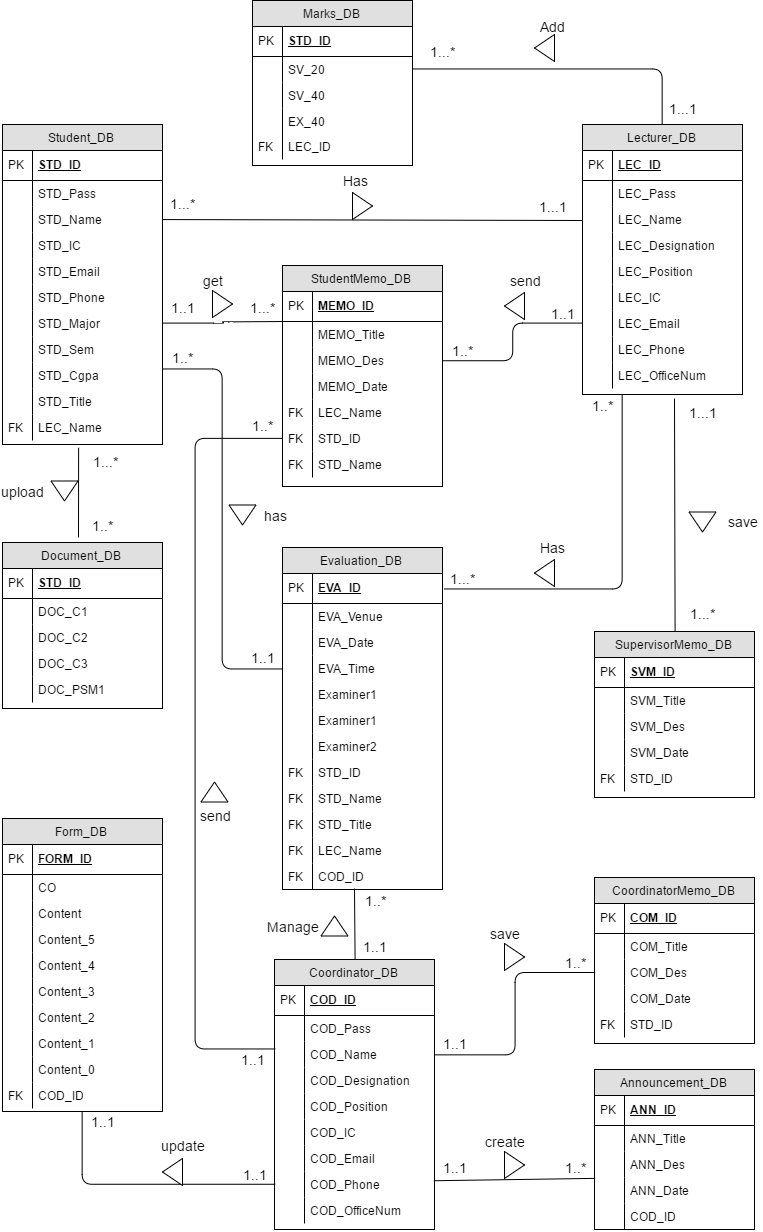 Marks_DB
PK STD_ID
SV_20
SV_40
EX_40
FK LEC_ID
Add
1...*
1...1
Student_DB
PK STD_ID
STD_Pass
STD_Name
STD_IC
STD_Email
STD_Phone
STD_Major
STD_Sem
STD_Cgpa
STD_Title
FK LEC_Name
Lecturer_DB
PK LEC_ID
LEC_Pass
LEC_Name
LEC_Designation
LEC_Position
LEC_IC
LEC_Email
LEC_Phone
LEC_OfficeNum
Has
1...*
1...1
get
1..1
1...*
StudentMemo_DB
PK MEMO_ID
MEMO_Title
MEMO_Des
MEMO_Date
FK LEC_Name
FK STD_ID
FK STD_Name
send
1..1
1..*
1..*
1..*
1..*
1...1
1...*
upload
1..*
has
save
1...*
Has
1...*
Document_DB
PK STD_ID
DOC_C1
DOC_C2
DOC_C3
DOC_PSM1
Evaluation_DB
PK EVA_ID
EVA_Venue
EVA_Date
EVA_Time
Examiner1
Examiner1
Examiner2
FK STD_ID
FK STD_Name
FK STD_Title
FK LEC_Name
FK COD_ID
1..1
SupervisorMemo_DB
PK SVM_ID
SVM_Title
SVM_Des
SVM_Date
FK STD_ID
send
Form_DB
PK FORM_ID
CO
Content
Content_5
Content_4
Content_3
Content_2
Content_1
Content_0
FK COD_ID
1..*
Manage
1..1
Coordinator_DB
PK COD_ID
COD_Pass
COD_Name
COD_Designation
COD_Position
COD_IC
COD_Email
COD_Phone
COD_OfficeNum
CoordinatorMemo_DB
PK COM_ID
COM_Title
COM_Des
COM_Date
FK STD_ID
save
1..*
1..1
1..1
Announcement_DB
PK ANN_ID
ANN_Title
ANN_Des
ANN_Date
COD_ID
1..1
update
1..1
create
1..1
1..*